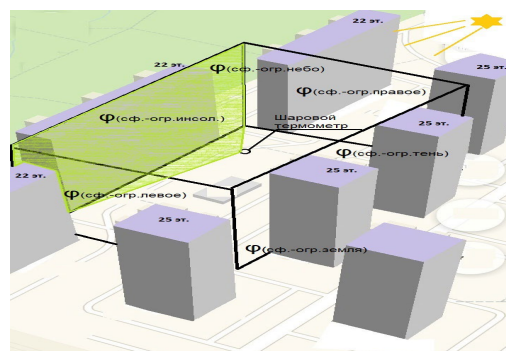 22 эт.
22 эт.
φ(сф.-огр.небо)
25 эт.
φ(сф.-огр.правое)
φ(сф.-огр.инсол.)
Шаровой
термометр
25 эт.
φ(сф.-огр.тень)
22 эт.
25 эт.
φ(сф.-огр.левое)
25 эт.
φ(сф.-огр.земля)